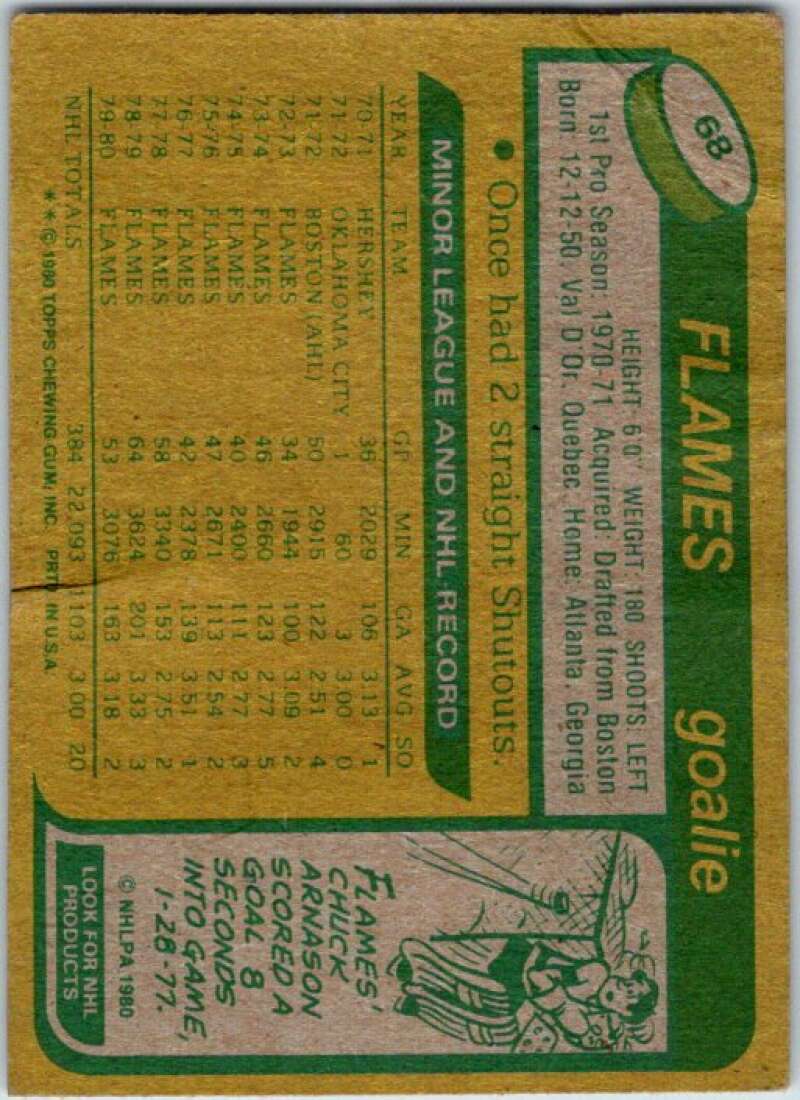 68
FLAMES goalie
HEIGHT: 6'0" WEIGHT: 180 SHOOTS: LEFT
1st Pro Season: 1970-71 Acquired: Drafted from Boston
Born: 12-12-50, Val D'Or, Quebec Home: Atlanta, Georgia
• Once had 2 straight Shutouts.
MINOR LEAGUE AND NHL RECORD
YEAR TEAM GP MIN GA AVG SO
70-71 HERSHEY 36 2029 106 3.13 1
71-72 OKLAHOMA CITY 1 60 3 3.00 0
71-72 BOSTON (AHL) 50 2915 122 2.51 4
72-73 FLAMES 34 1944 100 3.09 2
73-74 FLAMES 46 2660 123 2.77 5
74-75 FLAMES 40 2400 111 2.77 3
75-76 FLAMES 47 2671 113 2.54 2
76-77 FLAMES 42 2378 139 3.51 1
77-78 FLAMES 58 3340 153 2.75 2
78-79 FLAMES 64 3624 201 3.33 3
79-80 FLAMES 53 3076 163 3.18 2
NHL TOTALS 384 22,093 1103 3.00 20
**© 1980 TOPPS CHEWING GUM, INC. PRTD IN U.S.A.
FLAMES'
CHUCK
ARNASON
SCORED A
GOAL 8
SECONDS
INTO GAME,
1-28-77.
© NHLPA 1980
LOOK FOR NHL
PRODUCTS